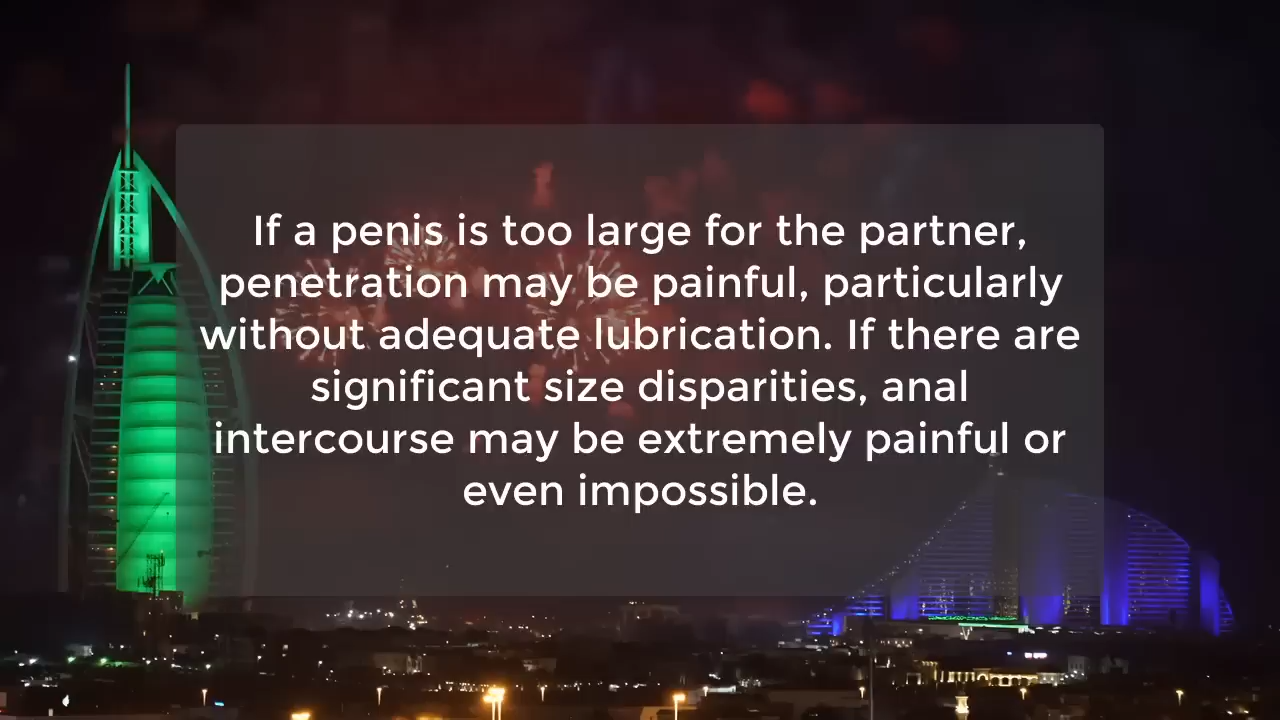 If a penis is too large for the partner,
penetration may be painful, particularly
without adequate lubrication. If there are
significant size disparities, anal
intercourse may be extremely painful or
even impossible.